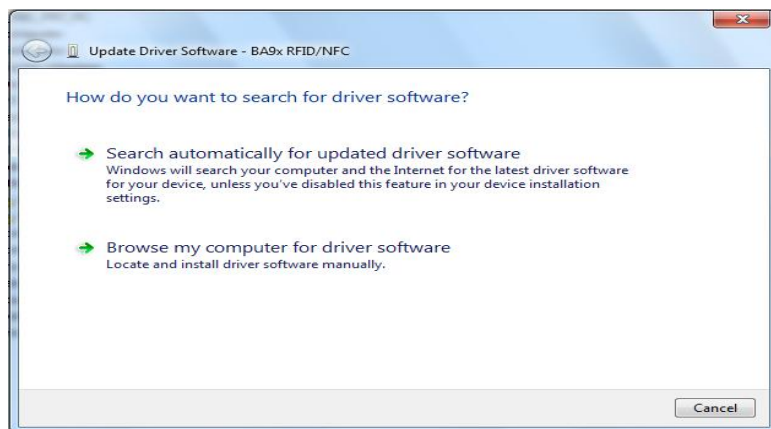 Update Driver Software - BA9x RFID/NFC
How do you want to search for driver software?
Search automatically for updated driver software
Windows will search your computer and the Internet for the latest driver software
for your device, unless you've disabled this feature in your device installation
settings.
Browse my computer for driver software
Locate and install driver software manually.
Cancel